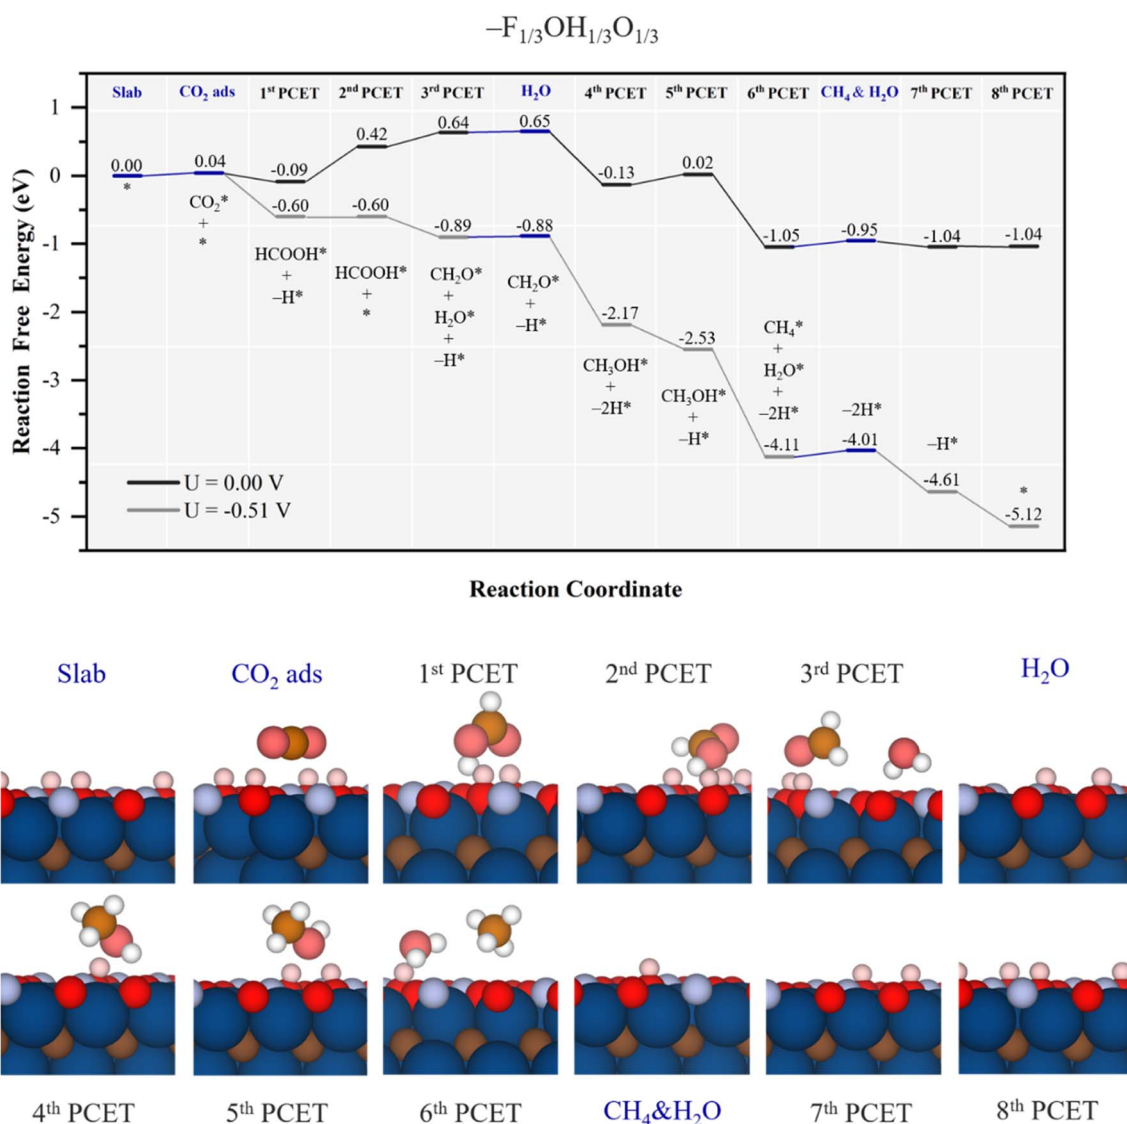 –F1/3OH1/3O1/3
Slab CO2 ads 1st PCET 2nd PCET 3rd PCET H2O 4th PCET 5th PCET 6th PCET CH4 & H2O 7th PCET 8th PCET
Reaction Free Energy (eV)
1
0
-1
-2
-3
-4
-5
0.00
0.04
-0.09
0.42
0.64
0.65
-0.13
0.02
-1.05
-0.95
-1.04
-1.04
-0.60
-0.60
-0.89
-0.88
-2.17
-2.53
-4.11
-4.01
-4.61
-5.12
*
CO2*
+
*
HCOOH*
+
–H*
HCOOH*
+
*
CH2O*
+
H2O*
+
–H*
CH2O*
+
–H*
CH3OH*
+
–2H*
CH3OH*
+
–H*
CH4*
+
H2O*
+
–2H*
–2H*
–H*
*
U = 0.00 V
U = -0.51 V
Reaction Coordinate
Slab CO2 ads 1st PCET 2nd PCET 3rd PCET H2O
4th PCET 5th PCET 6th PCET CH4&H2O 7th PCET 8th PCET